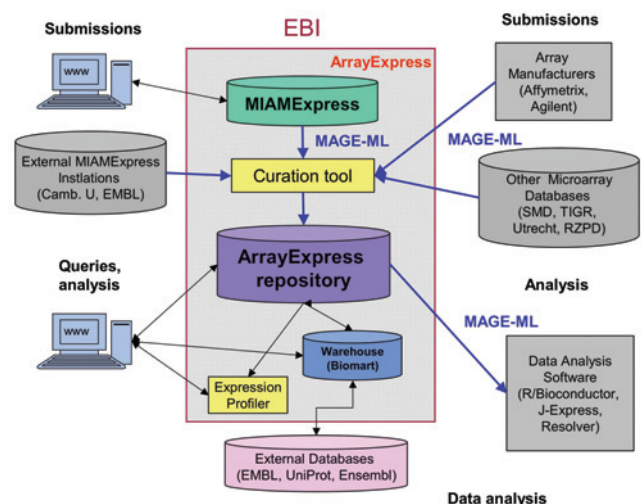 EBI
Submissions
Submissions
ArrayExpress
www
MIAMExpress
Array
Manufacturers
(Affymetrix,
Agilent)
MAGE-ML
MAGE-ML
External MIAMExpress
Instlations
(Camb. U, EMBL)
Curation tool
Other Microarray
Databases
(SMD, TIGR,
Utrecht, RZPD)
Queries,
analysis
ArrayExpress
repository
Analysis
MAGE-ML
www
Warehouse
(Biomart)
Expression
Profiler
Data Analysis
Software
(R/Bioconductor,
J-Express,
Resolver)
External Databases
(EMBL, UniProt, Ensembl)
Data analysis